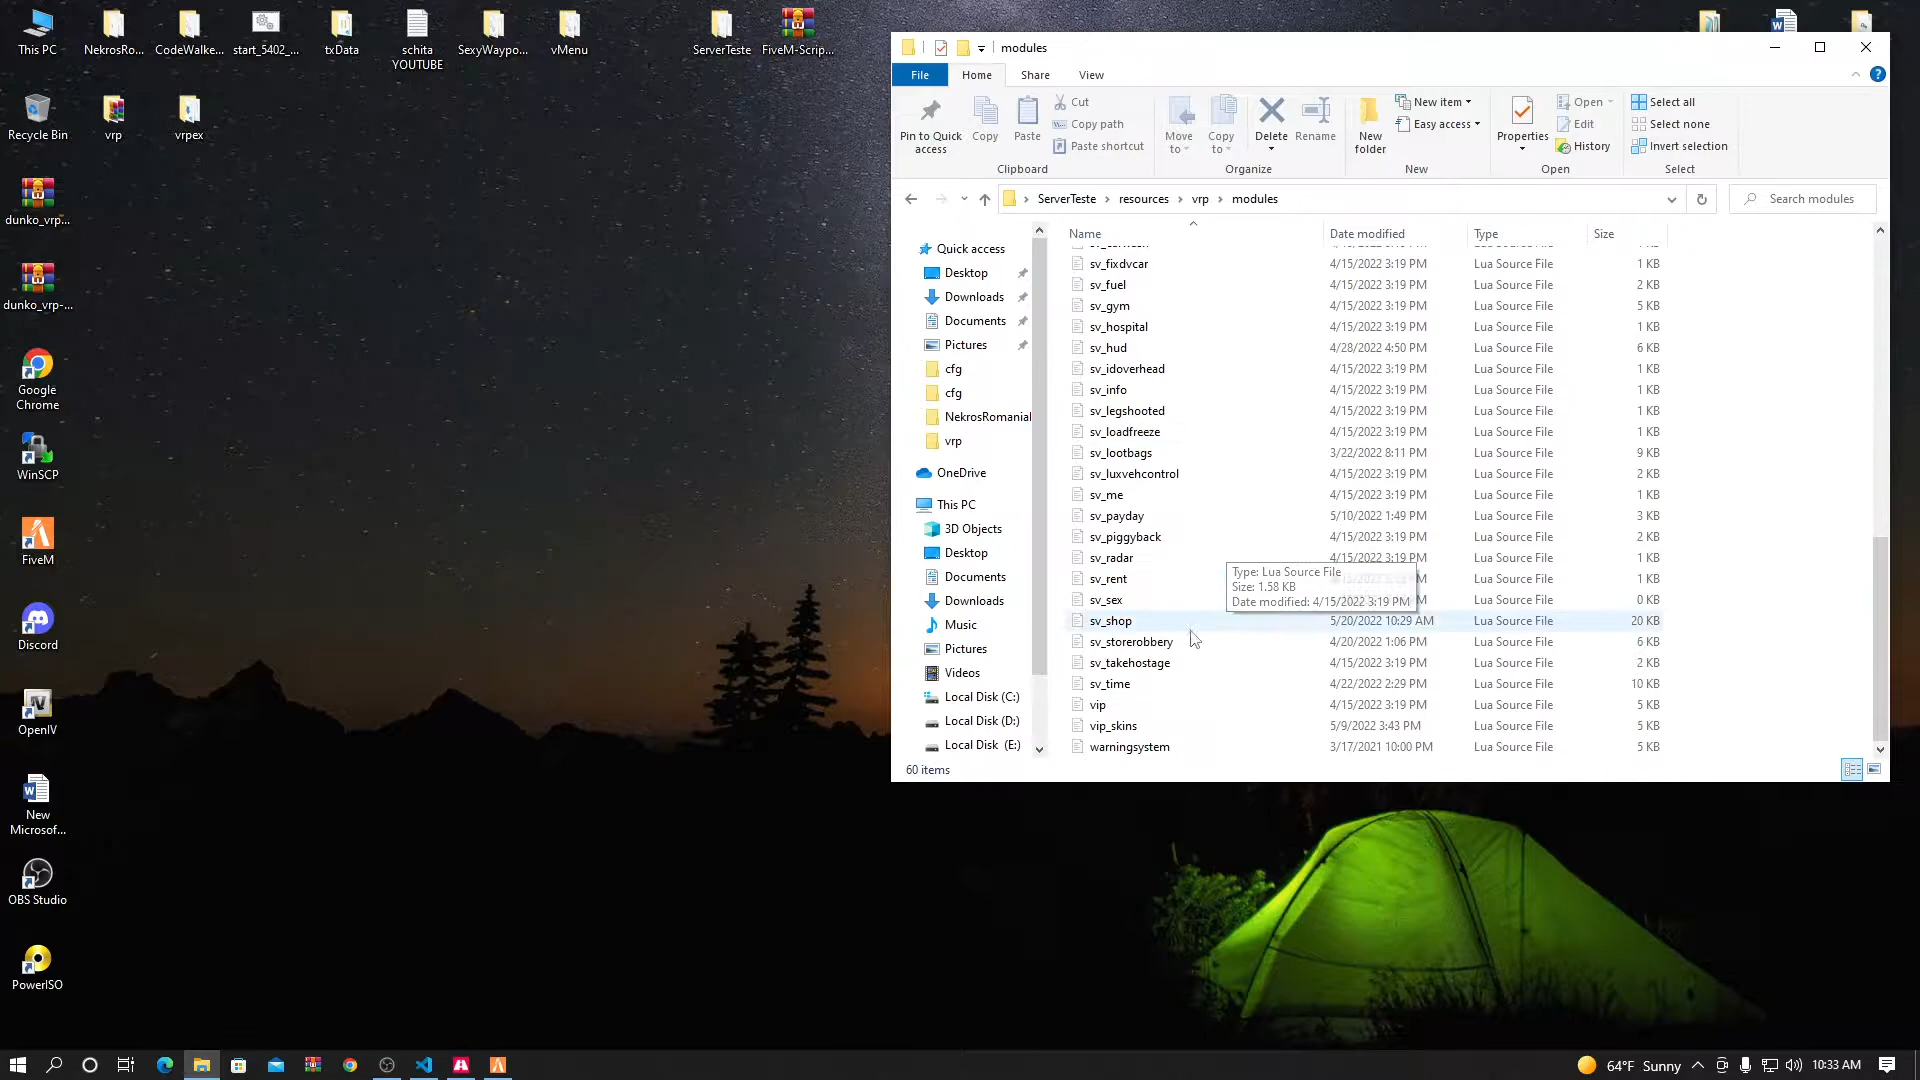 This PC
NekrosRo...
CodeWalke...
start_5402_...
txData
schita
YOUTUBE
SexyWaypo...
vMenu
ServerTeste
FiveM-Scrip...
Recycle Bin
vrp
vrpex
dunko_vrp...
dunko_vrp-...
Google
Chrome
WinSCP
FiveM
Discord
OpenIV
New
Microsof...
OBS Studio
PowerISO
modules
File
Home
Share
View
Pin to Quick
access
Copy
Paste
Cut
Copy path
Paste shortcut
Clipboard
Move
to
Copy
to
Delete
Rename
Organize
New
folder
New item
Easy access
New
Properties
Open
Edit
History
Open
Select all
Select none
Invert selection
Select
ServerTeste > resources > vrp > modules
Search modules
Quick access
Desktop
Downloads
Documents
Pictures
cfg
cfg
NekrosRomania
vrp
OneDrive
This PC
3D Objects
Desktop
Documents
Downloads
Music
Pictures
Videos
Local Disk (C:)
Local Disk (D:)
Local Disk (E:)
Name Date modified Type Size
sv_fixdvcar 4/15/2022 3:19 PM Lua Source File 1 KB
sv_fuel 4/15/2022 3:19 PM Lua Source File 2 KB
sv_gym 4/15/2022 3:19 PM Lua Source File 5 KB
sv_hospital 4/15/2022 3:19 PM Lua Source File 1 KB
sv_hud 4/28/2022 4:50 PM Lua Source File 6 KB
sv_idoverhead 4/15/2022 3:19 PM Lua Source File 1 KB
sv_info 4/15/2022 3:19 PM Lua Source File 1 KB
sv_legshooted 4/15/2022 3:19 PM Lua Source File 1 KB
sv_loadfreeze 4/15/2022 3:19 PM Lua Source File 1 KB
sv_lootbags 3/22/2022 8:11 PM Lua Source File 9 KB
sv_luxvehcontrol 4/15/2022 3:19 PM Lua Source File 2 KB
sv_me 4/15/2022 3:19 PM Lua Source File 1 KB
sv_payday 5/10/2022 1:49 PM Lua Source File 3 KB
sv_piggyback 4/15/2022 3:19 PM Lua Source File 2 KB
sv_radar 4/15/2022 3:19 PM Lua Source File 1 KB
sv_rent Lua Source File 1 KB
sv_sex Lua Source File 0 KB
Type: Lua Source File
Size: 1.58 KB
Date modified: 4/15/2022 3:19 PM
sv_shop 5/20/2022 10:29 AM Lua Source File 20 KB
sv_storerobbery 4/20/2022 1:06 PM Lua Source File 6 KB
sv_takehostage 4/15/2022 3:19 PM Lua Source File 2 KB
sv_time 4/22/2022 2:29 PM Lua Source File 10 KB
vip 4/15/2022 3:19 PM Lua Source File 5 KB
vip_skins 5/9/2022 3:43 PM Lua Source File 5 KB
warningsystem 3/17/2021 10:00 PM Lua Source File 5 KB
60 items
64°F Sunny
10:33 AM